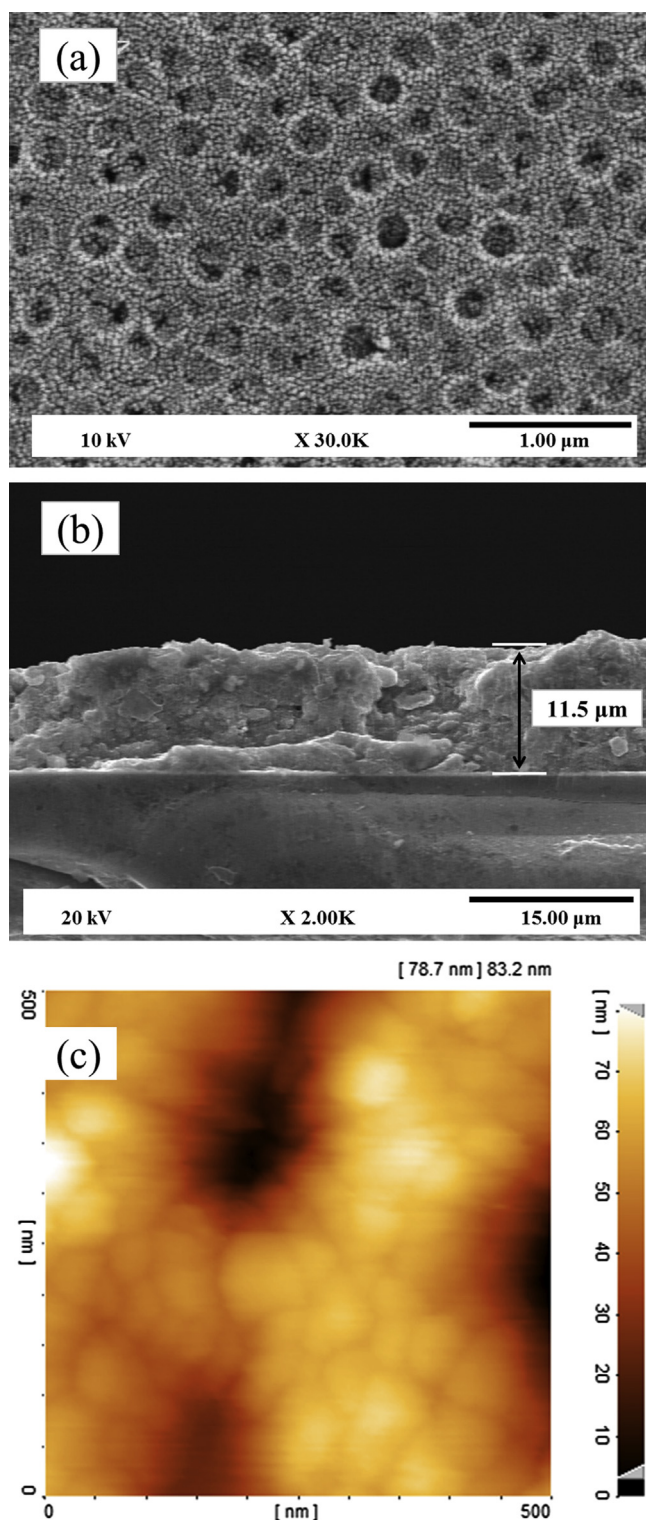 (a)
10 kV X 30.0K 1.00 µm
(b)
11.5 µm
20 kV X 2.00K 15.00 µm
[ 78.7 nm ] 83.2 nm
(c)
500
[ nm ]
0
0 [ nm ] 500
[ nm ]
70
60
50
40
30
20
10
0